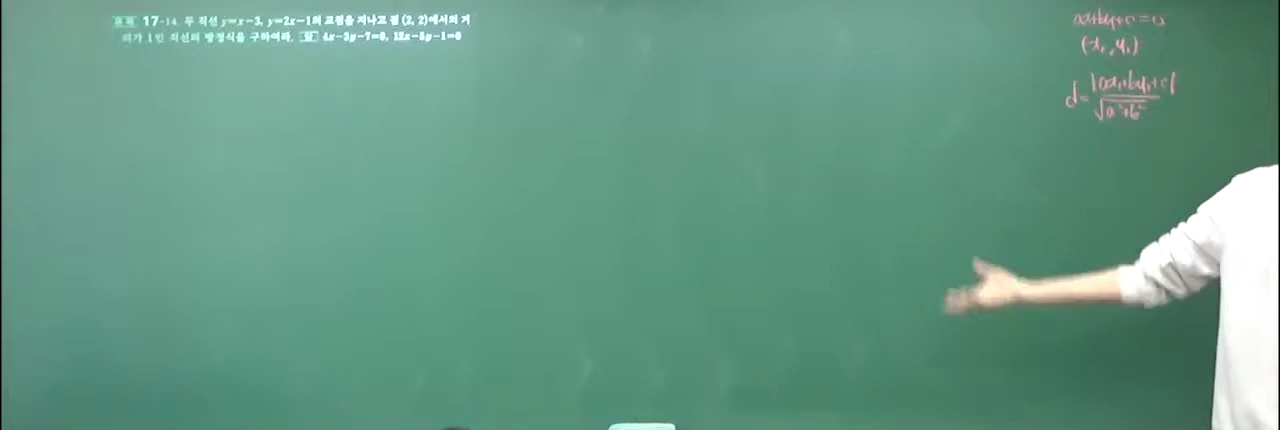 유제 17-14. 두 직선 y=x-3, y=2x-1의 교점을 지나고 점 (2, 2)에서의 거
리가 1인 직선의 방정식을 구하여라. 답 4x-3y-7=0, 12x-5y-1=0
ax+by+c=0
(x₁, y₁)
d=|ax₁+by₁+c|/√a²+b²